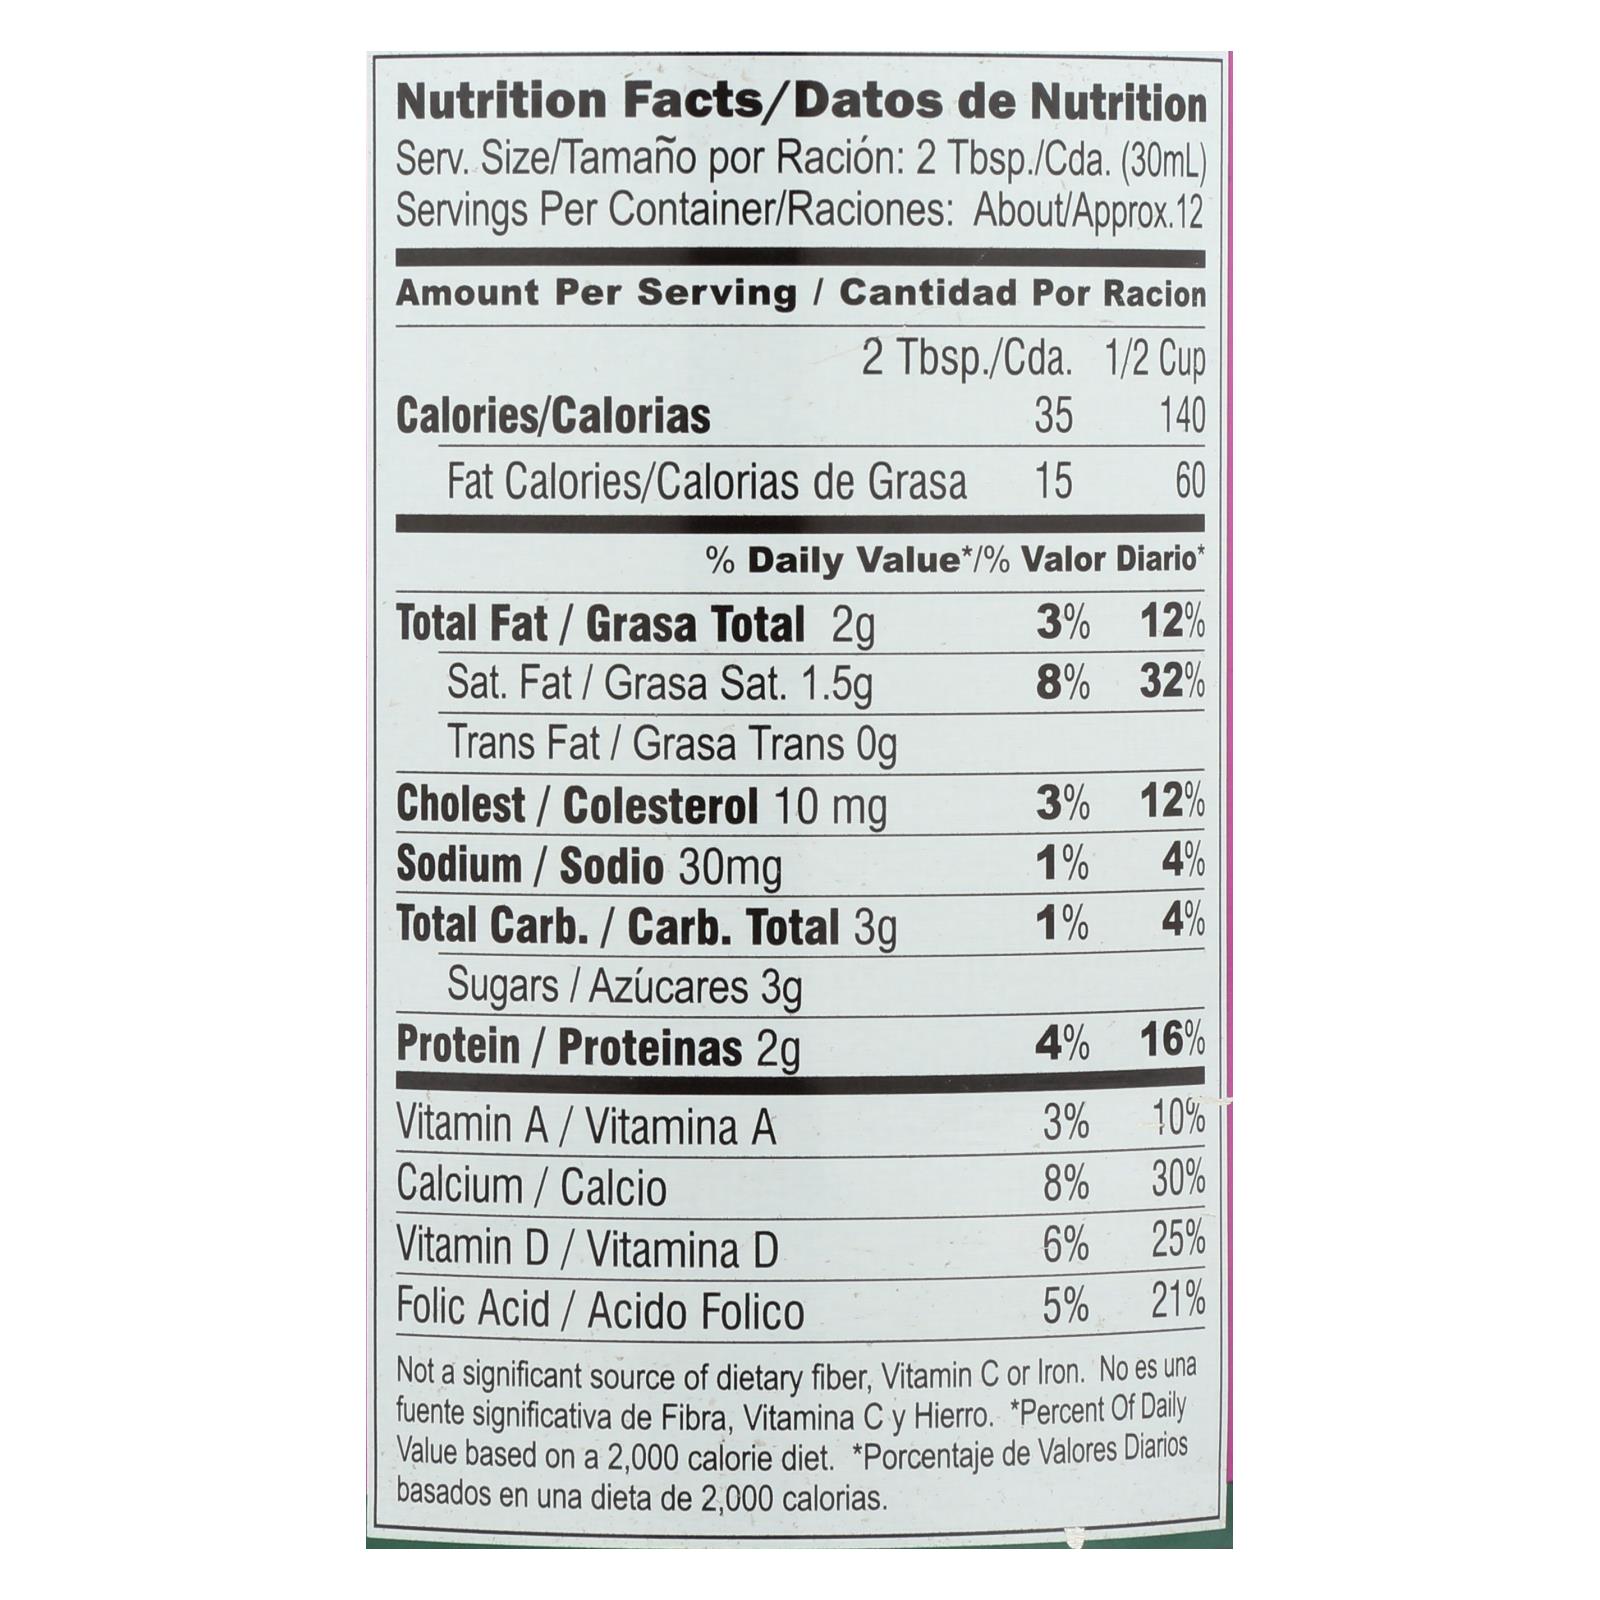 Nutrition Facts/Datos de Nutrition
Serv. Size/Tamaño por Ración: 2 Tbsp./Cda. (30mL)
Servings Per Container/Raciones: About/Approx.12
Amount Per Serving / Cantidad Por Racion
2 Tbsp./Cda. 1/2 Cup
Calories/Calorias 35 140
Fat Calories/Calorias de Grasa 15 60
% Daily Value*/% Valor Diario*
Total Fat / Grasa Total 2g 3% 12%
Sat. Fat / Grasa Sat. 1.5g 8% 32%
Trans Fat / Grasa Trans 0g
Cholest / Colesterol 10 mg 3% 12%
Sodium / Sodio 30mg 1% 4%
Total Carb. / Carb. Total 3g 1% 4%
Sugars / Azúcares 3g
Protein / Proteinas 2g 4% 16%
Vitamin A / Vitamina A 3% 10%
Calcium / Calcio 8% 30%
Vitamin D / Vitamina D 6% 25%
Folic Acid / Acido Folico 5% 21%
Not a significant source of dietary fiber, Vitamin C or Iron. No es una
fuente significativa de Fibra, Vitamina C y Hierro. *Percent Of Daily
Value based on a 2,000 calorie diet. *Porcentaje de Valores Diarios
basados en una dieta de 2,000 calorias.